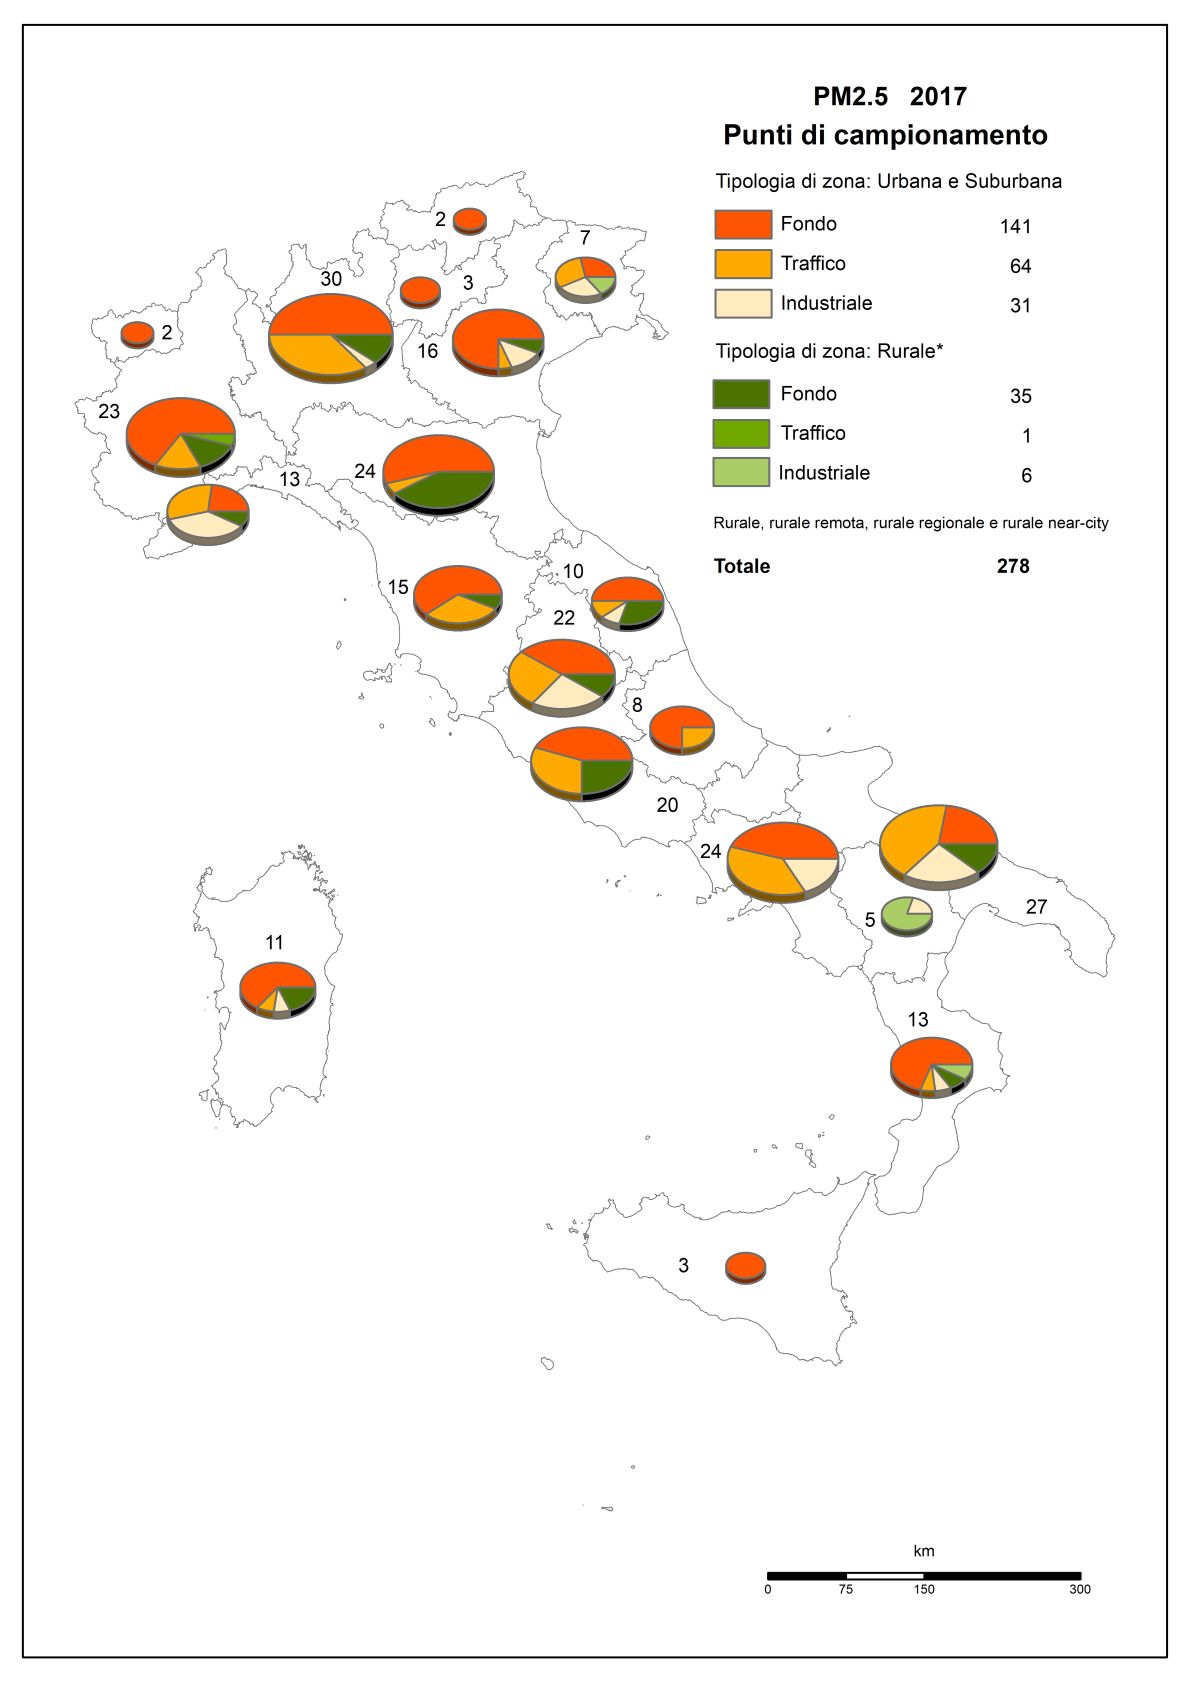 PM2.5 2017
Punti di campionamento
Tipologia di zona: Urbana e Suburbana
Fondo 141
Traffico 64
Industriale 31
Tipologia di zona: Rurale*
Fondo 35
Traffico 1
Industriale 6
Rurale, rurale remota, rurale regionale e rurale near-city
Totale 278
2
7
30
3
2
16
23
13
24
10
15
22
8
20
24
27
5
11
13
3
km
0 75 150 300